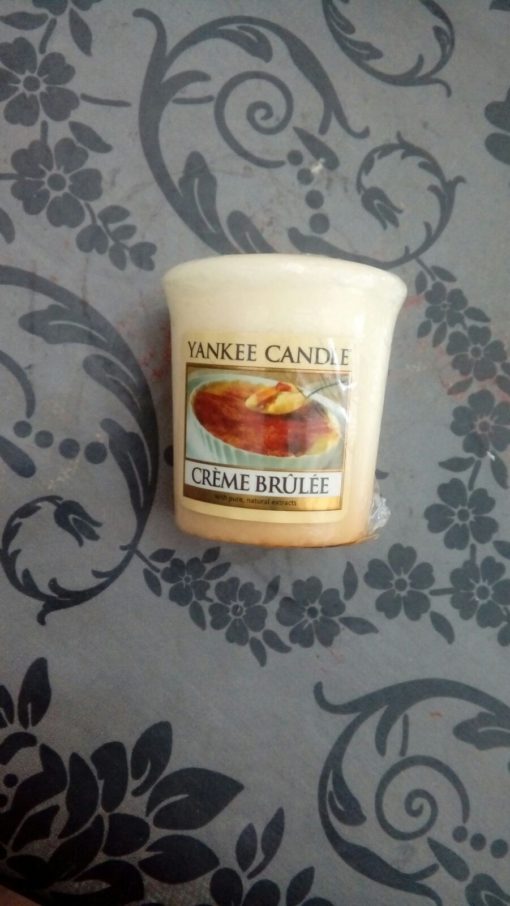 YANKEE CANDLE
CRÈME BRÛLÉE
with pure, natural extracts